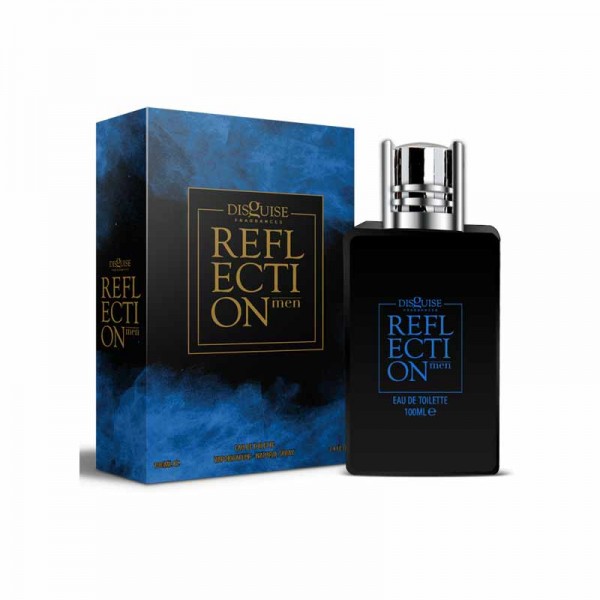 DISGUISE
FRAGRANCES
REFL
ECTI
ON men
DISGUISE
FRAGRANCES
REFL
ECTI
ON men
DISGUISE
FRAGRANCES
REFL
ECTI
ON men
EAU DE TOILETTE
100ML ℮